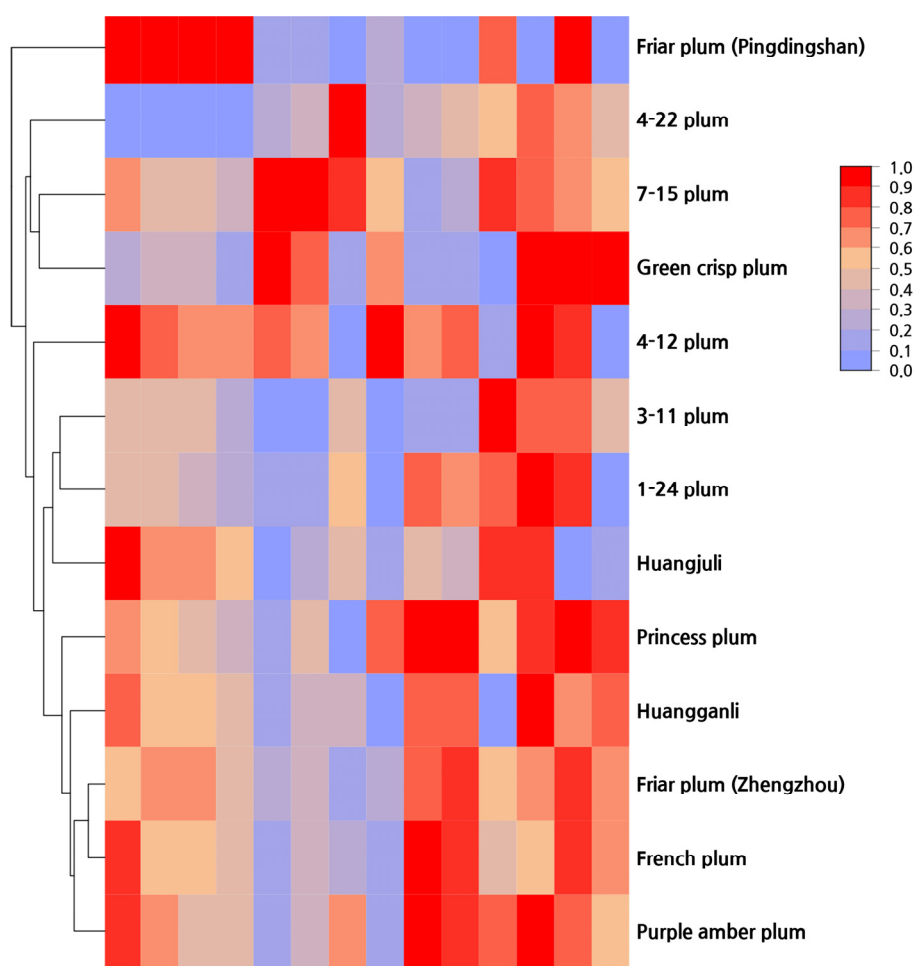 Friar plum (Pingdingshan)
4-22 plum
7-15 plum
Green crisp plum
4-12 plum
3-11 plum
1-24 plum
Huangjuli
Princess plum
Huangganli
Friar plum (Zhengzhou)
French plum
Purple amber plum
1.0
0.9
0.8
0.7
0.6
0.5
0.4
0.3
0.2
0.1
0.0